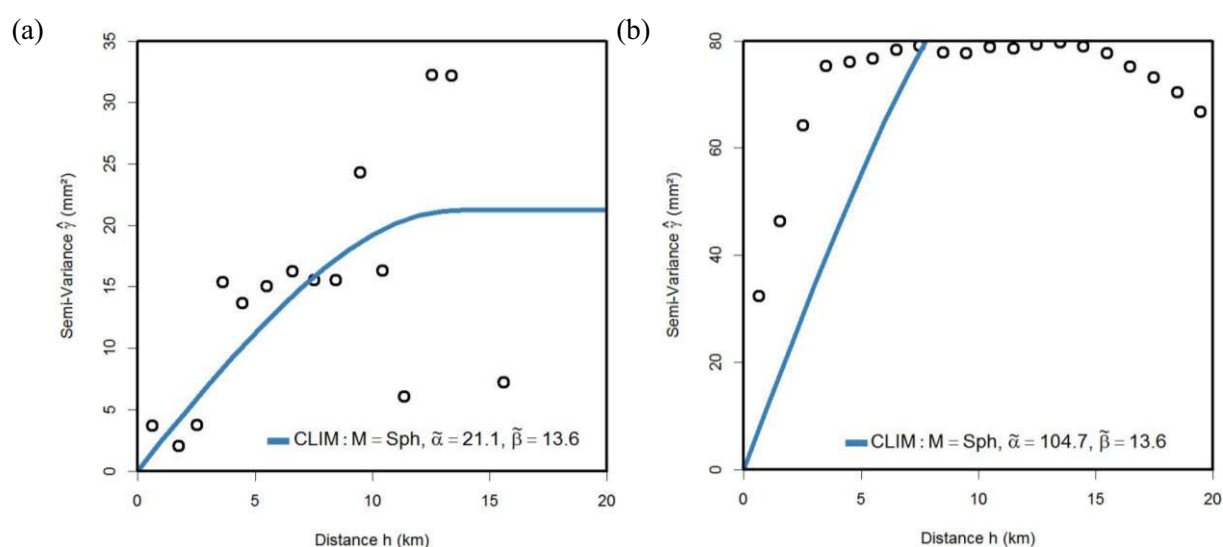 (a)
35
30
25
20
15
10
5
0
Semi-Variance γ̂ (mm²)
CLIM : M = Sph, α̃ = 21.1, β̃ = 13.6
0 5 10 15 20
Distance h (km)
(b)
80
60
40
20
0
Semi-Variance γ̂ (mm²)
CLIM : M = Sph, α̃ = 104.7, β̃ = 13.6
0 5 10 15 20
Distance h (km)